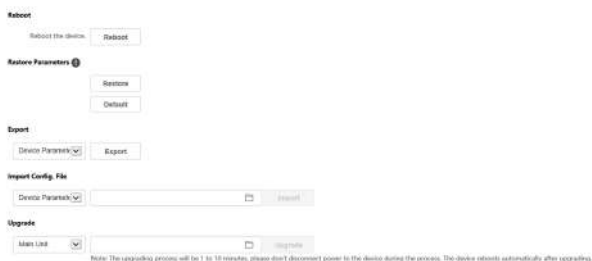 Reboot
Reboot the device. Reboot
Restore Parameters
Restore
Default
Export
Device Parameter Export
Import Config. File
Device Parameter Import
Upgrade
Main Unit Upgrade
Note: The upgrading process will be 1 to 10 minutes, please don't disconnect power to the device during the process. The device reboots automatically after upgrading.